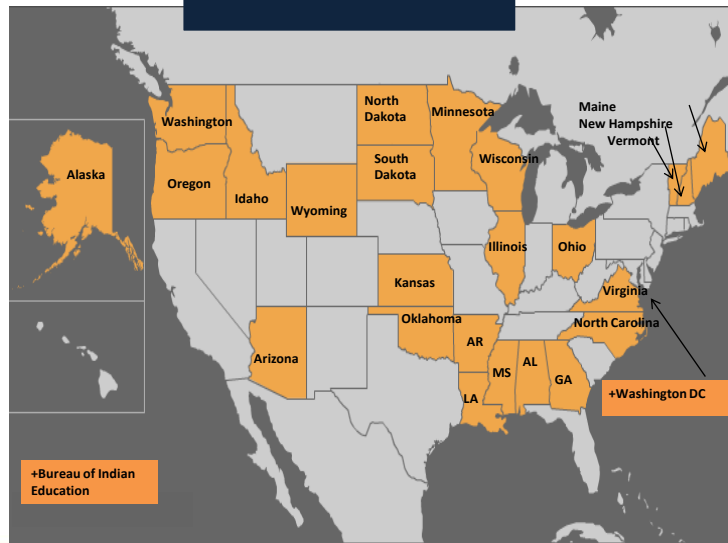 Maine
New Hampshire
Vermont
Washington
North
Dakota
Minnesota
Alaska
Oregon
Idaho
South
Dakota
Wisconsin
Wyoming
Illinois
Ohio
Kansas
Virginia
Oklahoma
North Carolina
Arizona
AR
MS
AL
GA
LA
+Washington DC
+Bureau of Indian
Education